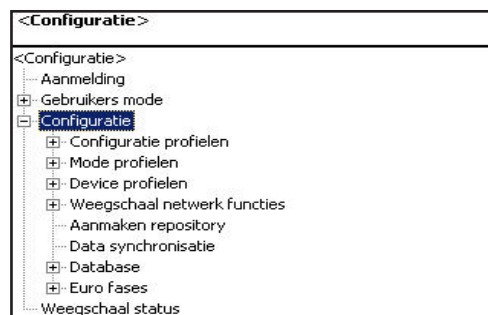 <Configuratie>
<Configuratie>
Aanmelding
Gebruikers mode
Configuratie
Configuratie profielen
Mode profielen
Device profielen
Weegschaal netwerk functies
Aanmaken repository
Data synchronisatie
Database
Euro fases
Weegschaal status